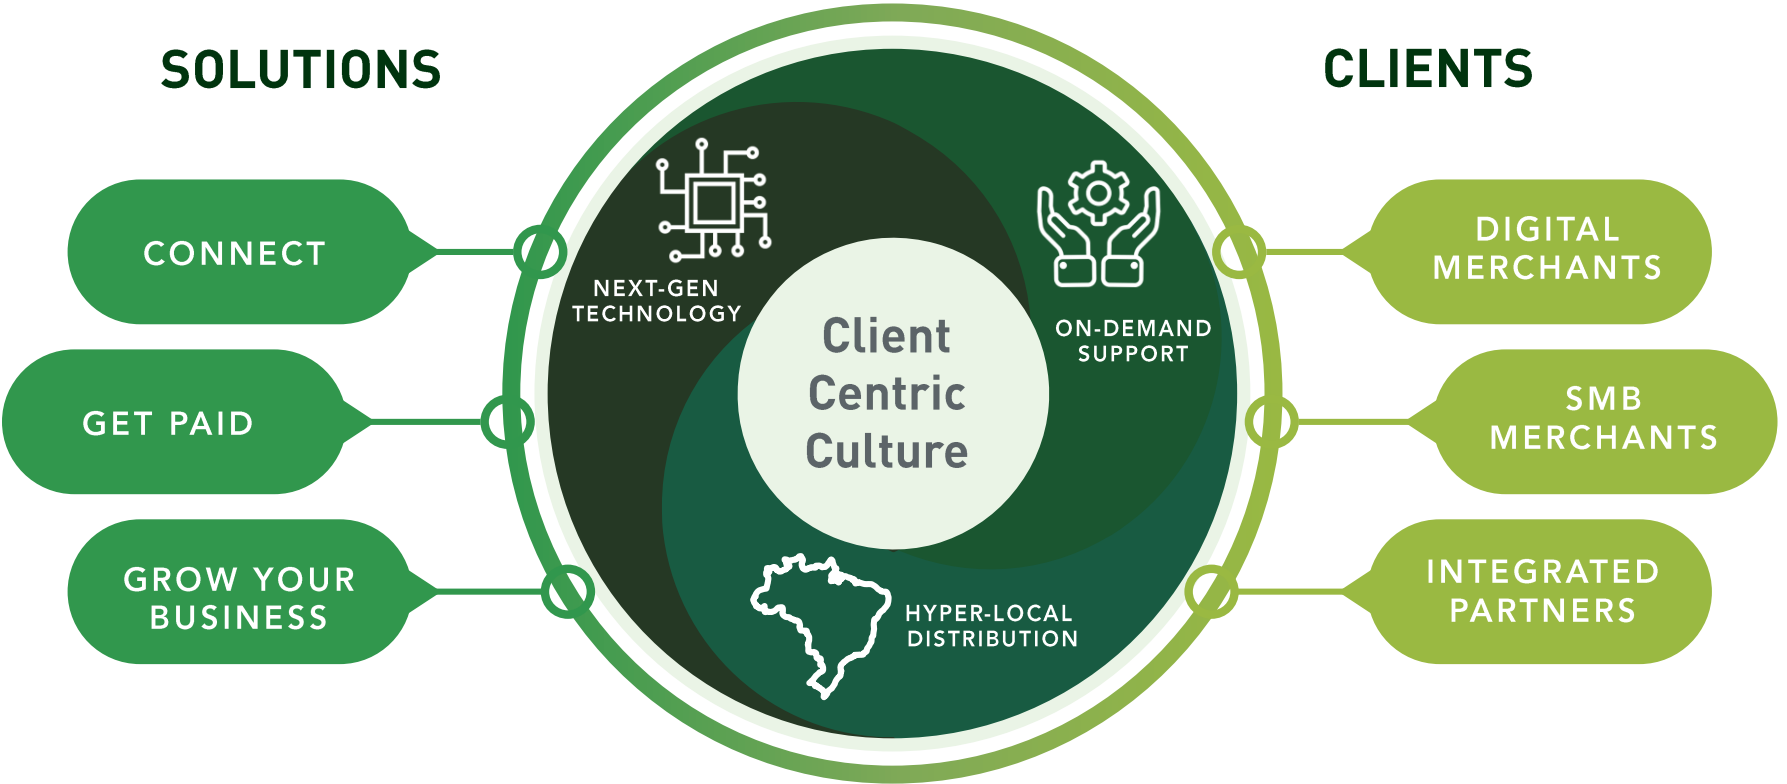 SOLUTIONS
CLIENTS
CONNECT
GET PAID
GROW YOUR
BUSINESS
NEXT-GEN
TECHNOLOGY
ON-DEMAND
SUPPORT
Client
Centric
Culture
HYPER-LOCAL
DISTRIBUTION
DIGITAL
MERCHANTS
SMB
MERCHANTS
INTEGRATED
PARTNERS